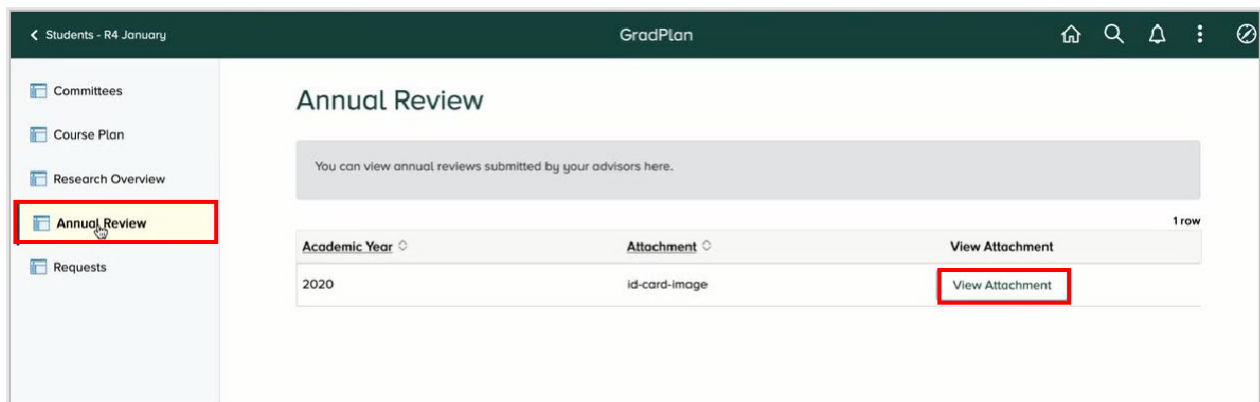 Students - R4 January
GradPlan
Committees
Course Plan
Research Overview
Annual Review
Requests
Annual Review
You can view annual reviews submitted by your advisors here.
1 row
Academic Year Attachment View Attachment
2020 id-card-image View Attachment